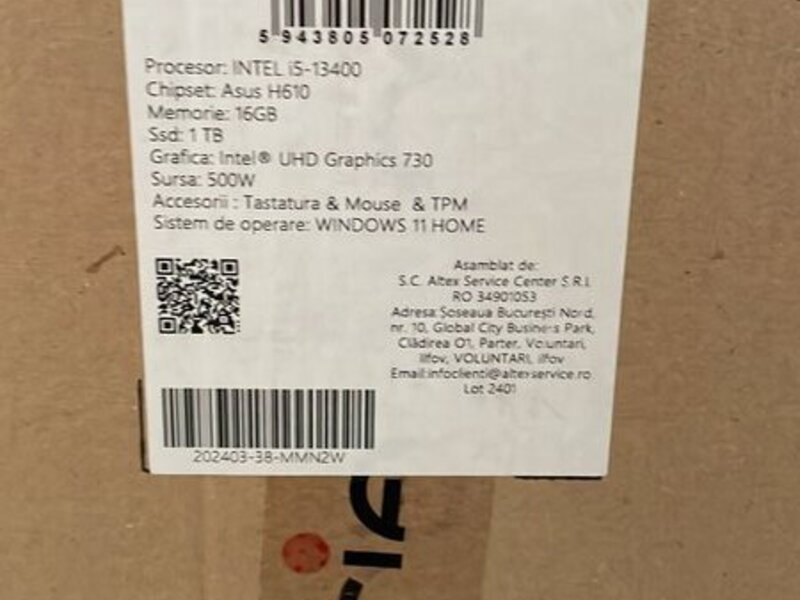 5 943805 072528
Procesor: INTEL i5-13400
Chipset: Asus H610
Memorie: 16GB
Ssd: 1 TB
Grafica: Intel® UHD Graphics 730
Sursa: 500W
Accesorii : Tastatura & Mouse & TPM
Sistem de operare: WINDOWS 11 HOME
Asamblat de:
S.C. Altex Service Center S.R.L
RO 34901053
Adresa Șoseaua București Nord,
nr. 10, Global City Business Park,
Clădirea O1, Parter, Voluntari,
Ilfov, VOLUNTARI, Ilfov
Email:infoclienti@altexservice.ro
Lot 2401
202403-38-MMN2W